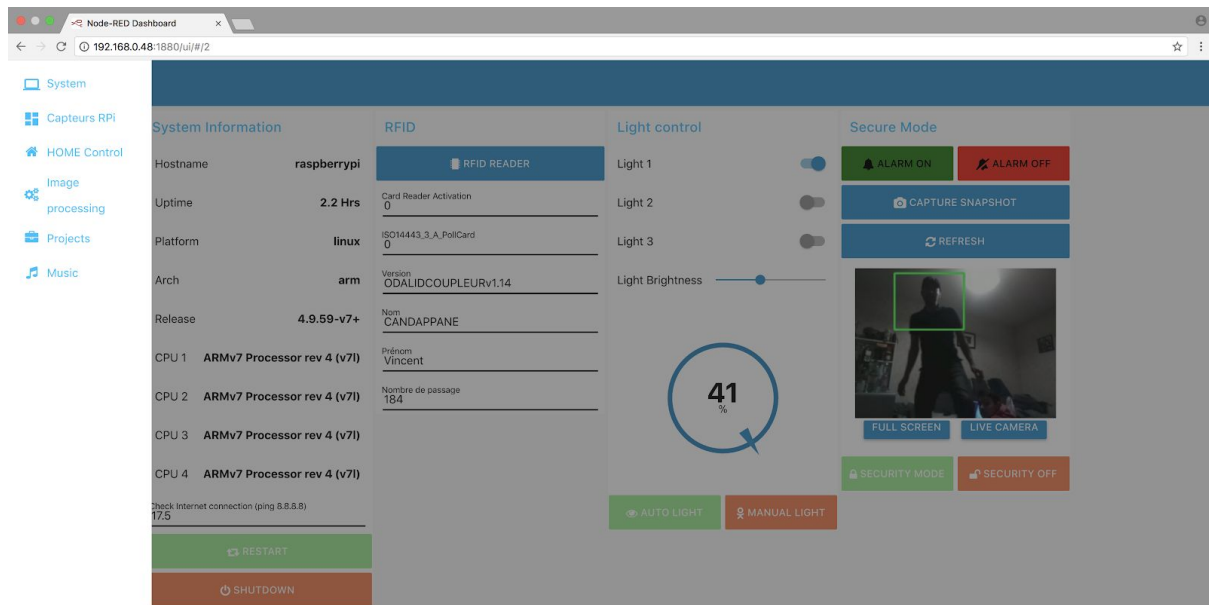 Node-RED Dashboard
192.168.0.48:1880/ui/#/2
System
Capteurs RPi
HOME Control
Image
processing
Projects
Music
System Information
Hostname raspberrypi
Uptime 2.2 Hrs
Platform linux
Arch arm
Release 4.9.59-v7+
CPU 1 ARMv7 Processor rev 4 (v7l)
CPU 2 ARMv7 Processor rev 4 (v7l)
CPU 3 ARMv7 Processor rev 4 (v7l)
CPU 4 ARMv7 Processor rev 4 (v7l)
Check Internet connection (ping 8.8.8.8)
17.5
RESTART
SHUTDOWN
RFID
RFID READER
Card Reader Activation
0
ISO14443_3_A_PollCard
0
Version
ODALIDCOUPLEURv1.14
Nom
CANDAPPANE
Prénom
Vincent
Nombre de passage
184
Light control
Light 1
Light 2
Light 3
Light Brightness
41
%
AUTO LIGHT MANUAL LIGHT
Secure Mode
ALARM ON ALARM OFF
CAPTURE SNAPSHOT
REFRESH
FULL SCREEN LIVE CAMERA
SECURITY MODE SECURITY OFF